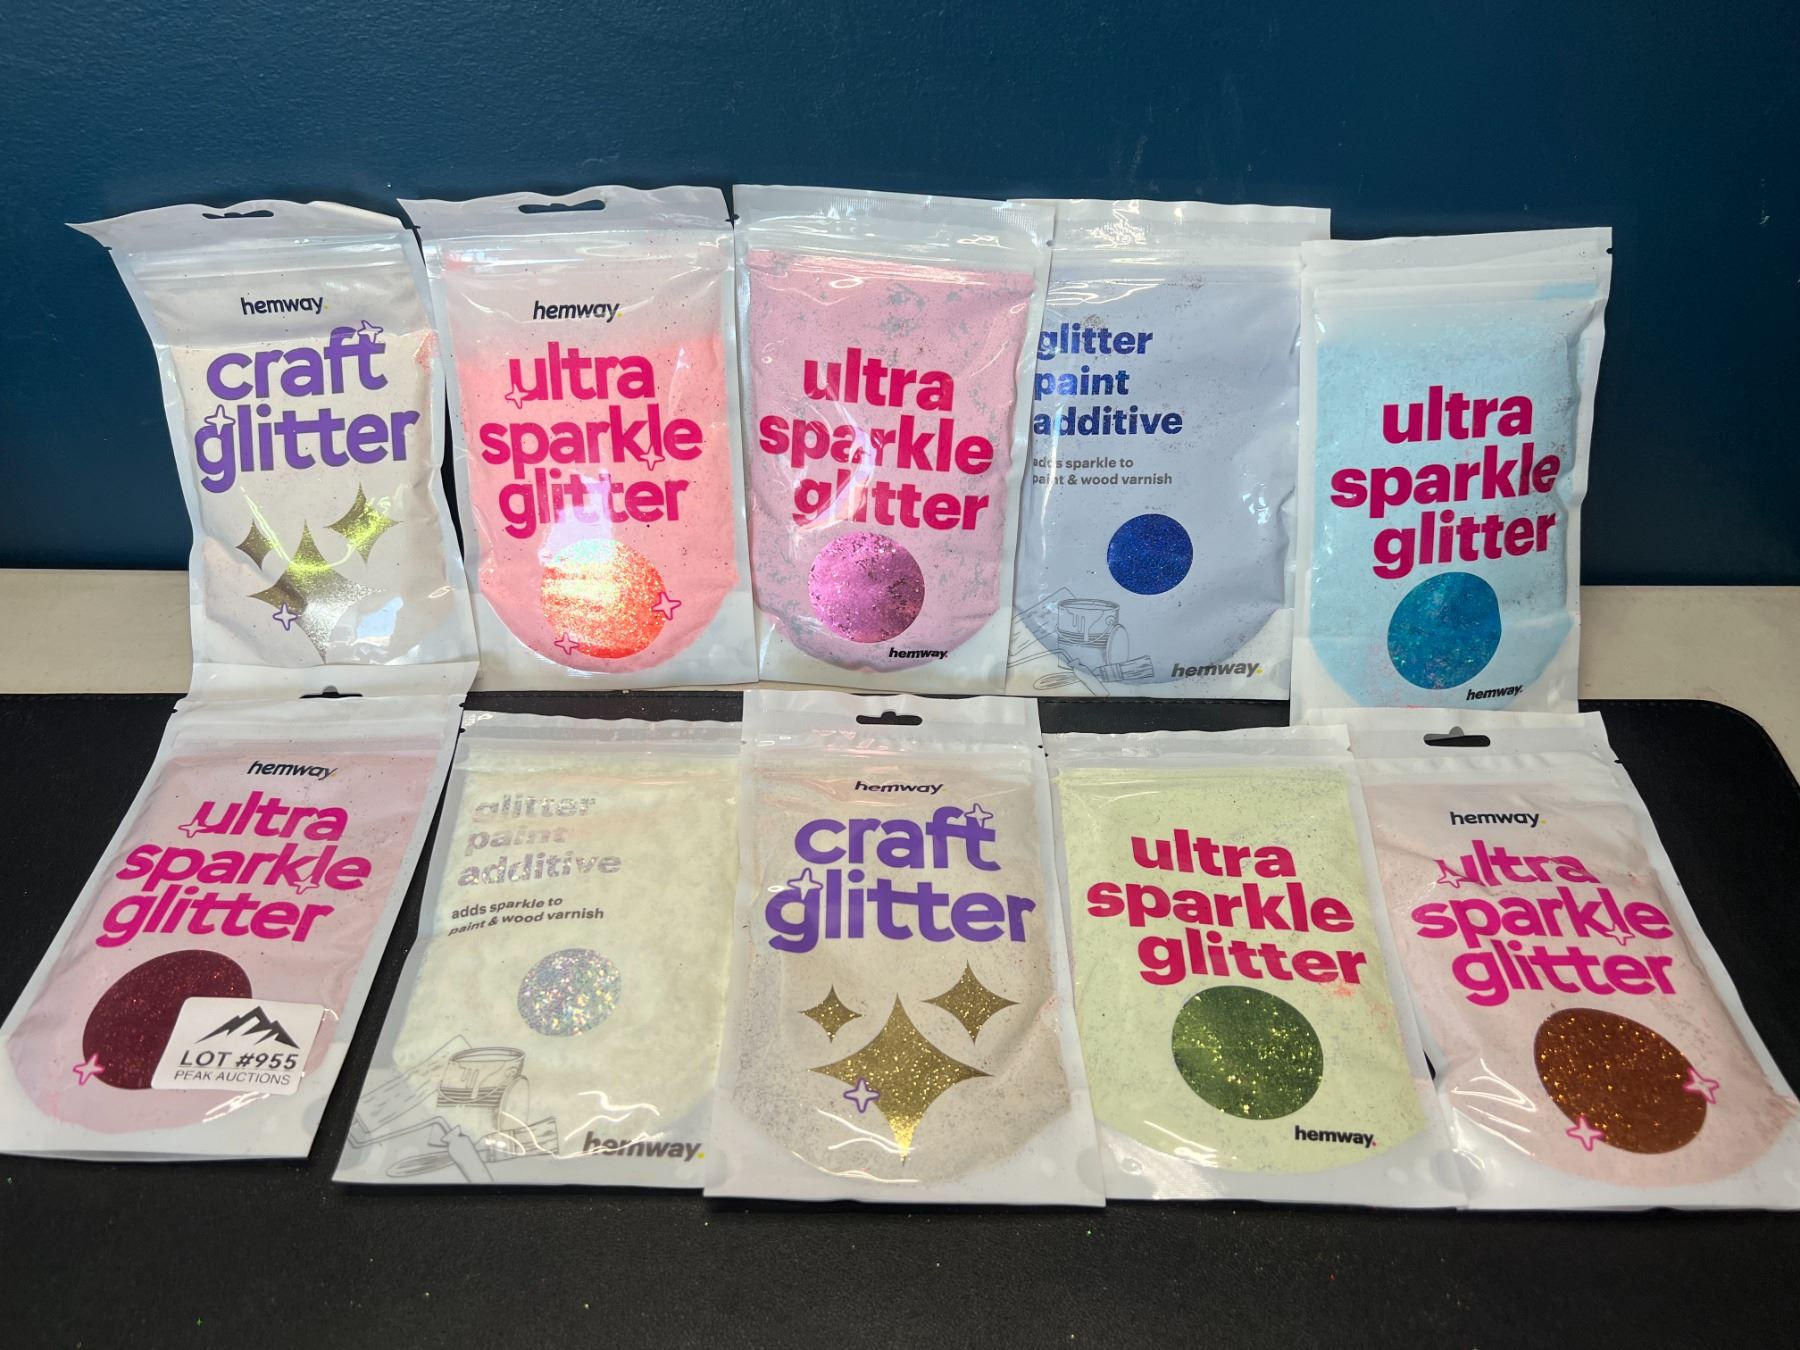 hemway.
craft
glitter
hemway.
ultra
sparkle
glitter
ultra
sparkle
glitter
hemway.
glitter
paint
additive
adds sparkle to
paint & wood varnish
hemway.
ultra
sparkle
glitter
hemway.
hemway.
ultra
sparkle
glitter
LOT #955
PEAK AUCTIONS
glitter
paint
additive
adds sparkle to
paint & wood varnish
hemway.
hemway.
craft
glitter
ultra
sparkle
glitter
hemway.
hemway.
ultra
sparkle
glitter